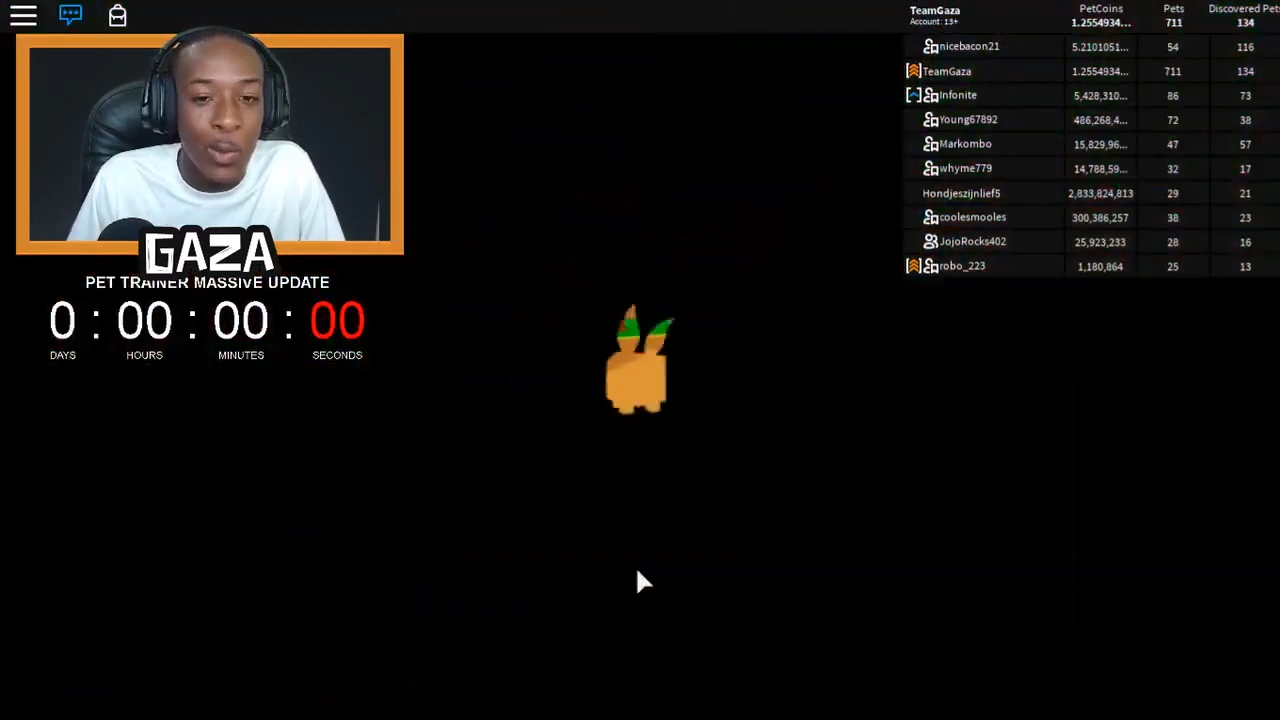 TeamGaza PetCoins Pets Discovered Pets
Account: 13+ 1.2554934... 711 134
nicebacon21 5.2101051... 54 116
TeamGaza 1.2554934... 711 134
Infonite 5,428,310... 86 73
Young67892 486,268,4... 72 38
Markombo 15,829,96... 47 57
whyme779 14,788,59... 32 17
Hondjeszijnlief5 2,833,824,813 29 21
coolesmooles 300,386,257 38 23
JojoRocks402 25,923,233 28 16
robo_223 1,180,864 25 13
GAZA
PET TRAINER MASSIVE UPDATE
0 : 00 : 00 : 00
DAYS HOURS MINUTES SECONDS